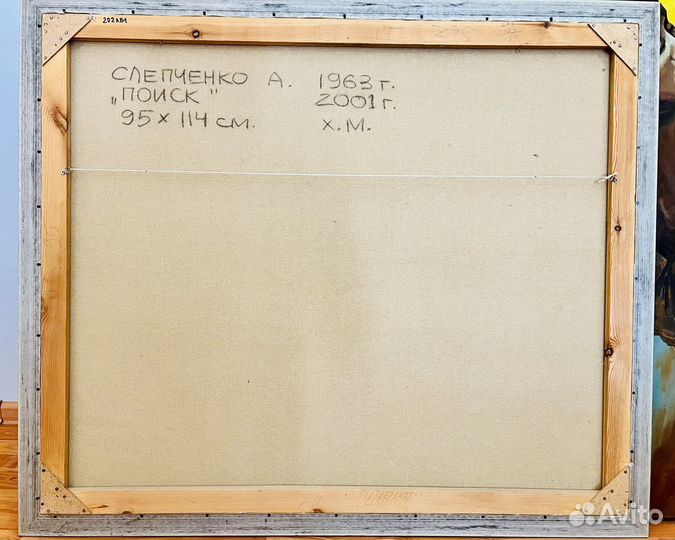 СЛЕПЧЕНКО А. 1963 г.
„ПОИСК" 2001 г.
95 × 114 см. Х.М.
Avito